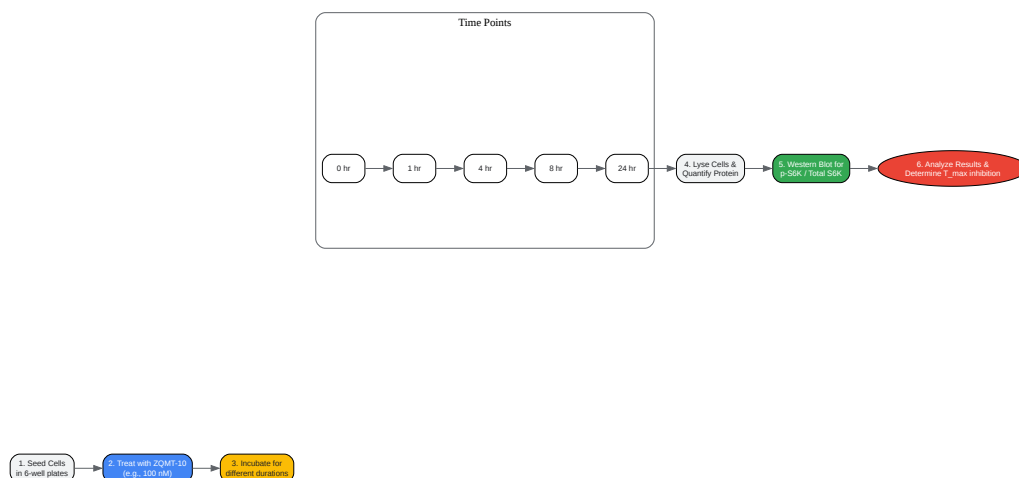 Time Points
0 hr
1 hr
4 hr
8 hr
24 hr
4. Lyse Cells &
Quantify Protein
5. Western Blot for
p-S6K / Total S6K
6. Analyze Results &
Determine T_max inhibition
1. Seed Cells
in 6-well plates
2. Treat with ZQMT-10
(e.g., 100 nM)
3. Incubate for
different durations